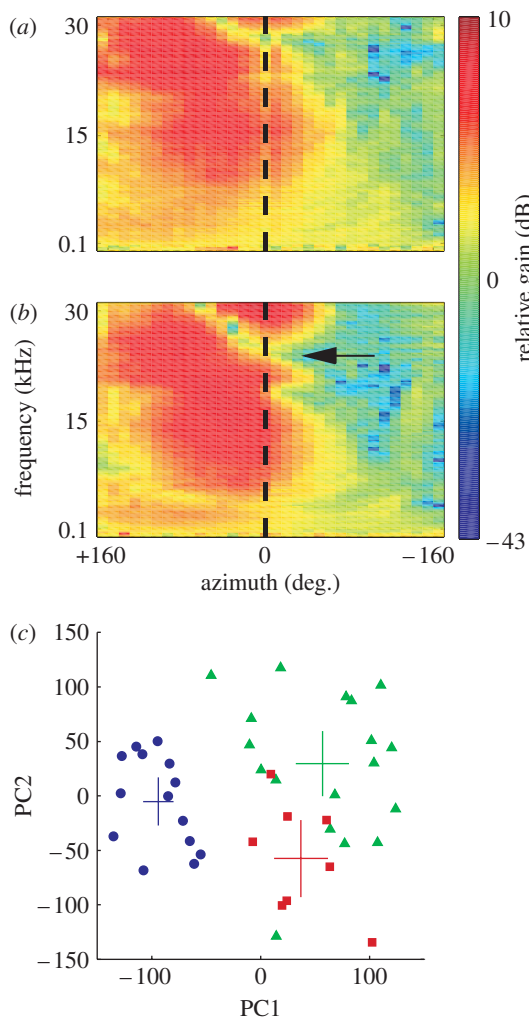 (a)
30
15
0.1
(b)
30
15
0.1
frequency (kHz)
+160
0
−160
azimuth (deg.)
10
0
−43
relative gain (dB)
(c)
150
100
50
0
−50
−100
−150
PC2
−100
0
100
PC1